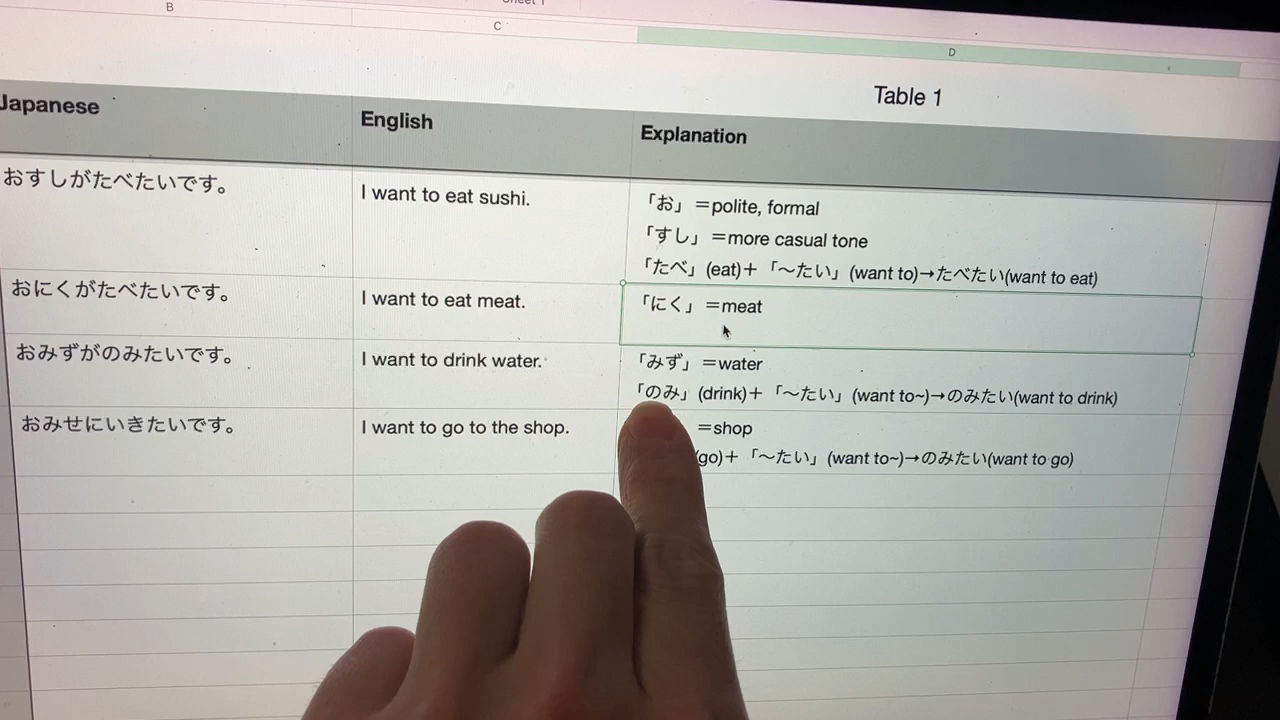 B
C
D
Table 1
Japanese English Explanation
おすしがたべたいです。 I want to eat sushi. 「お」=polite, formal
「すし」=more casual tone
「たべ」(eat)+「〜たい」(want to)→たべたい(want to eat)
おにくがたべたいです。 I want to eat meat. 「にく」=meat
おみずがのみたいです。 I want to drink water. 「みず」=water
「のみ」(drink)+「〜たい」(want to~)→のみたい(want to drink)
おみせにいきたいです。 I want to go to the shop. =shop
(go)+「〜たい」(want to~)→のみたい(want to go)